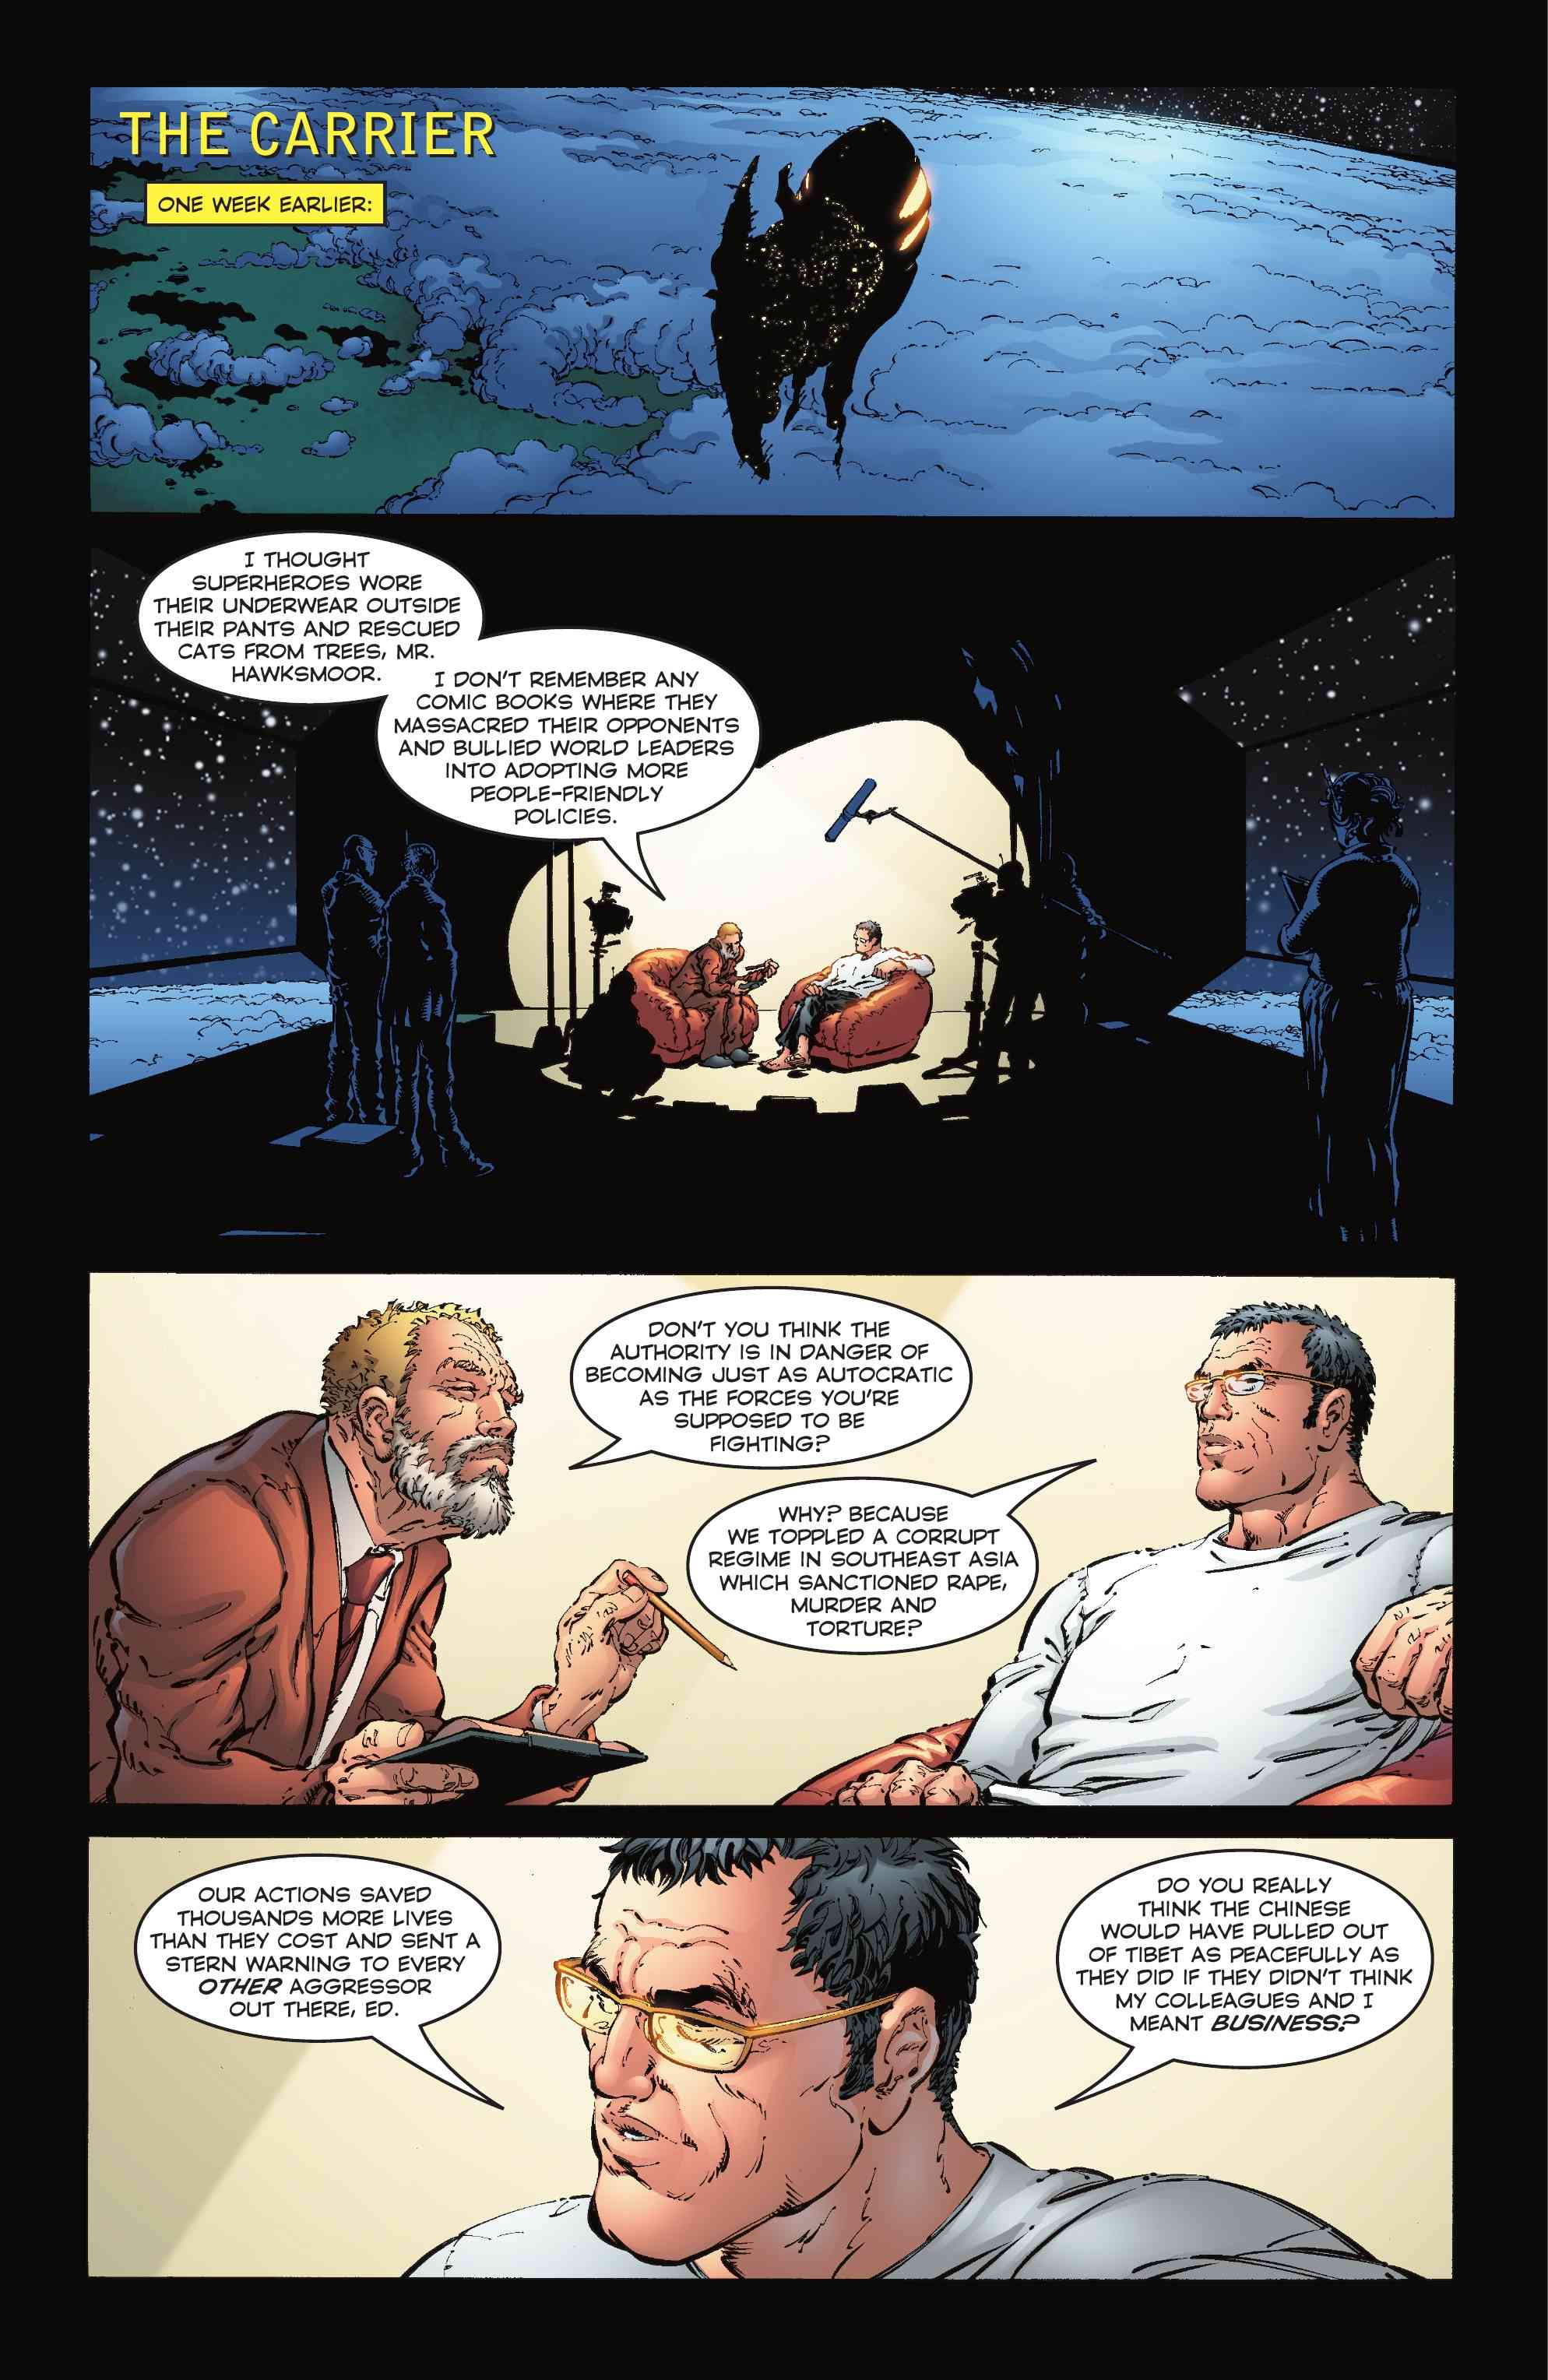 THE CARRIER
ONE WEEK EARLIER:
I THOUGHT
SUPERHEROES WORE
THEIR UNDERWEAR OUTSIDE
THEIR PANTS AND RESCUED
CATS FROM TREES, MR.
HAWKSMOOR.
I DON'T REMEMBER ANY
COMIC BOOKS WHERE THEY
MASSACRED THEIR OPPONENTS
AND BULLIED WORLD LEADERS
INTO ADOPTING MORE
PEOPLE-FRIENDLY
POLICIES.
DON'T YOU THINK THE
AUTHORITY IS IN DANGER OF
BECOMING JUST AS AUTOCRATIC
AS THE FORCES YOU'RE
SUPPOSED TO BE
FIGHTING?
WHY? BECAUSE
WE TOPPLED A CORRUPT
REGIME IN SOUTHEAST ASIA
WHICH SANCTIONED RAPE,
MURDER AND
TORTURE?
OUR ACTIONS SAVED
THOUSANDS MORE LIVES
THAN THEY COST AND SENT A
STERN WARNING TO EVERY
OTHER AGGRESSOR
OUT THERE, ED.
DO YOU REALLY
THINK THE CHINESE
WOULD HAVE PULLED OUT
OF TIBET AS PEACEFULLY AS
THEY DID IF THEY DIDN'T THINK
MY COLLEAGUES AND I
MEANT BUSINESS?